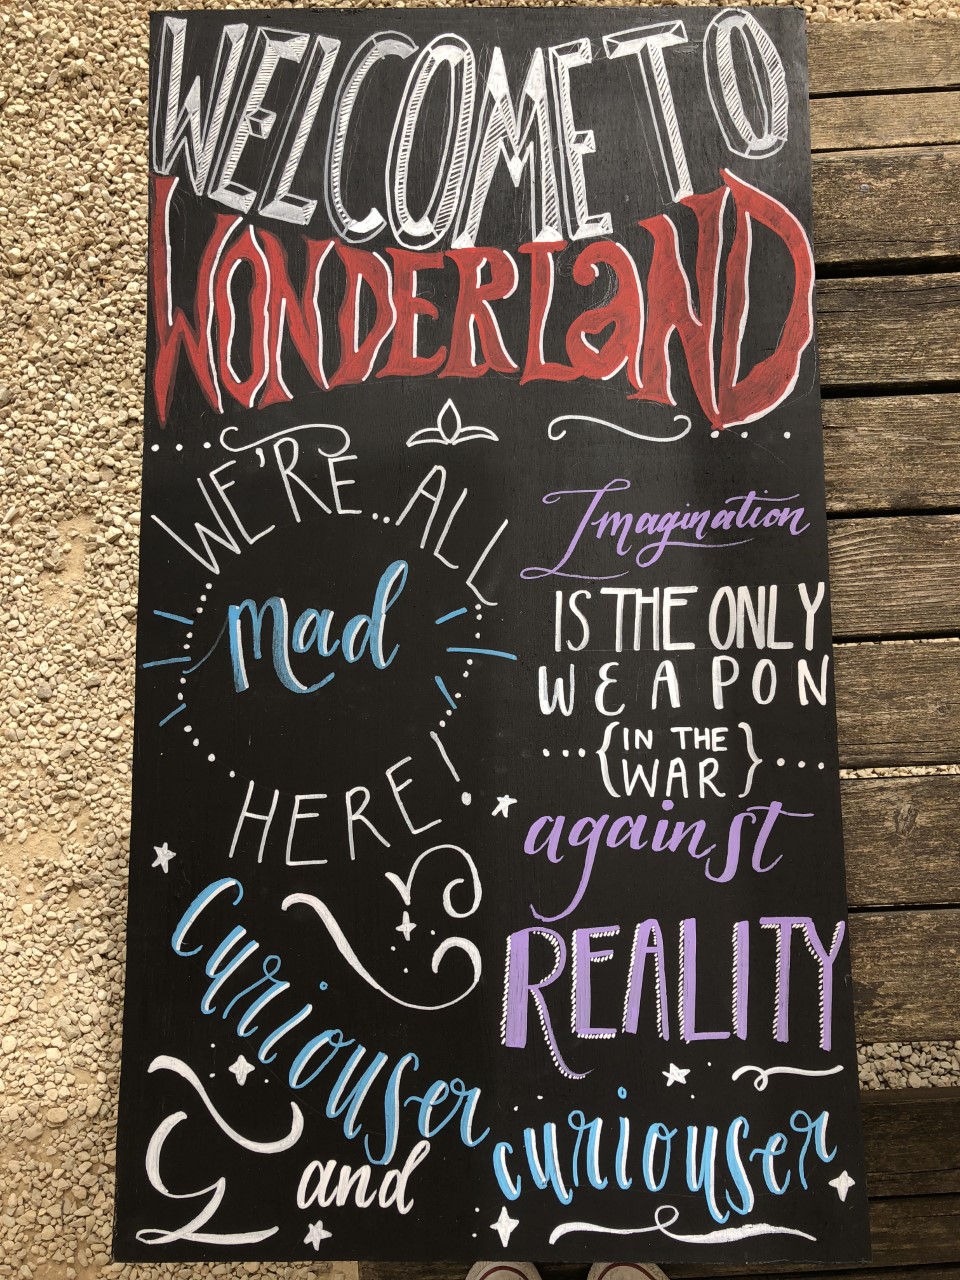 WELCOME TO
WONDERLaND
WE'RE..ALL
mad
HERE!
Imagination
IS THE ONLY
WEAPON
...{IN THE
WAR}...
against
REALITY
Curiouser
and
curiouser